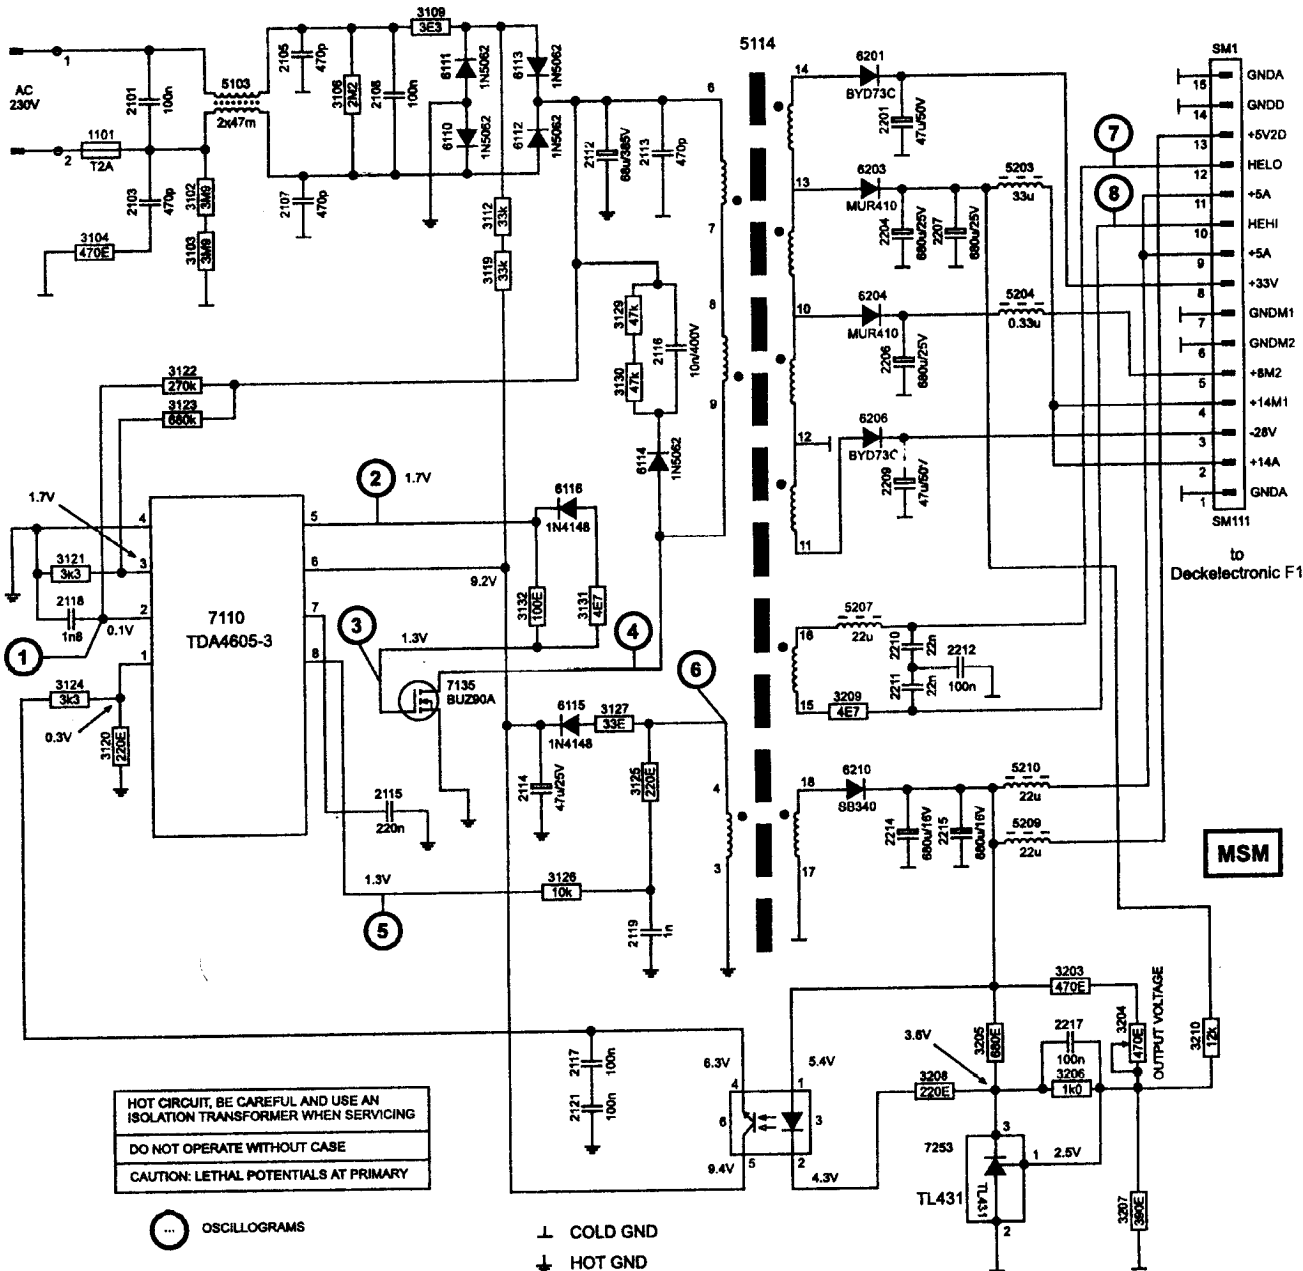 AC
230V
1
2
1101
T2A
2101
100n
2103
470p
3104
470E
3102
3M9
3103
3M9
5103
2x47m
2105
470p
3106
2M2
2106
100n
2107
470p
3109
3E3
6111
1N5062
6110
1N5062
6113
1N5062
6112
1N5062
3112
33k
3119
33k
2112
68u/385V
2113
470p
3129
47k
3130
47k
2116
10n/400V
6114
1N5062
3122
270k
3123
680k
1.7V
3121
3k3
2118
1n8
0.1V
1
3124
3k3
0.3V
3120
220E
4
3
2
1
7110
TDA4605-3
5
6
7
8
2
1.7V
9.2V
6116
1N4148
3132
100E
3131
4E7
3
1.3V
4
7135
BUZ90A
6115
1N4148
3127
33E
3125
220E
2114
47u/25V
2115
220n
1.3V
5
3126
10k
2119
1n
6
5114
6
7
8
9
4
3
14
13
10
12
11
16
15
18
17
6201
BYD73C
2201
47u/50V
6203
MUR410
2204
680u/25V
2207
680u/25V
5203
33u
6204
MUR410
2206
680u/25V
5204
0.33u
6206
BYD73C
2209
47u/50V
5207
22u
2210
22n
2211
22n
2212
100n
3209
4E7
6210
SB340
2214
680u/16V
2215
680u/16V
5210
22u
5209
22u
7
8
SM1
15 GNDA
14 GNDD
13 +5V2D
12 HELO
11 +5A
10 HEHI
9 +5A
8 +33V
7 GNDM1
6 GNDM2
5 +8M2
4 +14M1
3 -28V
2 +14A
1 GNDA
SM111
to
Deckelectronic F1
MSM
3203
470E
3204
470E
OUTPUT VOLTAGE
3210
12k
3205
680E
2217
100n
3206
1k0
3.6V
3208
220E
7253
TL431
TL431
3
1
2
2.5V
3207
390E
2117
100n
2121
100n
6.3V
5.4V
4
1
6
3
5
2
9.4V
4.3V
HOT CIRCUIT, BE CAREFUL AND USE AN
ISOLATION TRANSFORMER WHEN SERVICING
DO NOT OPERATE WITHOUT CASE
CAUTION: LETHAL POTENTIALS AT PRIMARY
... OSCILLOGRAMS
COLD GND
HOT GND